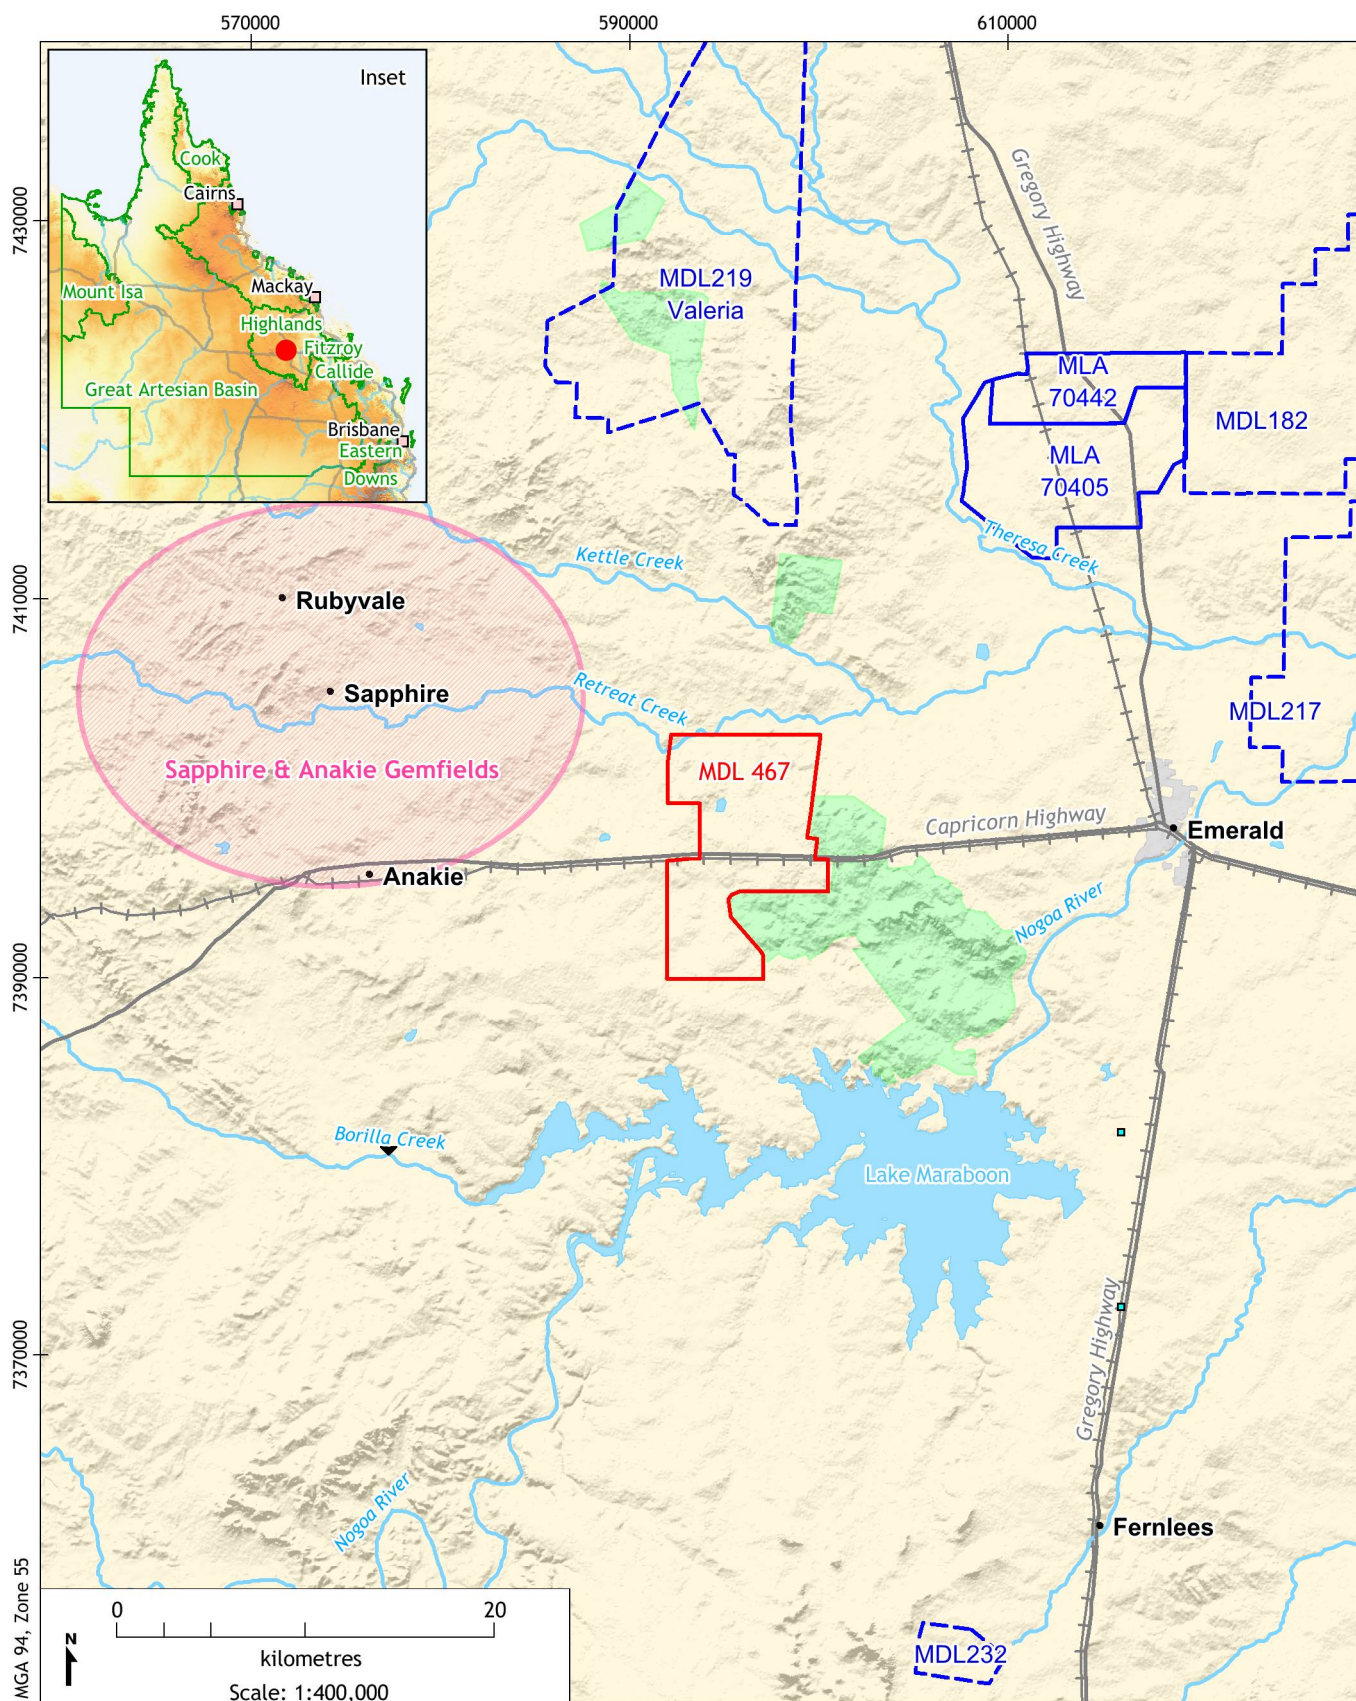 570000
590000
610000
Inset
Cook
Cairns
Mount Isa
Mackay
Highlands
Fitzroy
Callide
Great Artesian Basin
Brisbane
Eastern
Downs
7430000
7410000
7390000
7370000
MGA 94, Zone 55
Gregory Highway
MDL219
Valeria
MLA
70442
MDL182
MLA
70405
Theresa Creek
Kettle Creek
Rubyvale
Sapphire
Retreat Creek
MDL217
Sapphire & Anakie Gemfields
MDL 467
Capricorn Highway
Emerald
Anakie
Nogoa River
Borilla Creek
Lake Maraboon
Gregory Highway
Nogoa River
Fernlees
MDL232
0
20
N
kilometres
Scale: 1:400,000